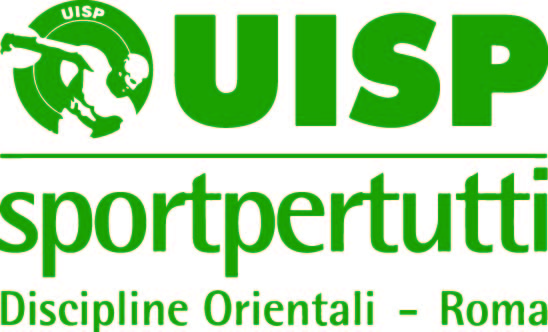 UISP
UISP
sportpertutti
Discipline Orientali - Roma